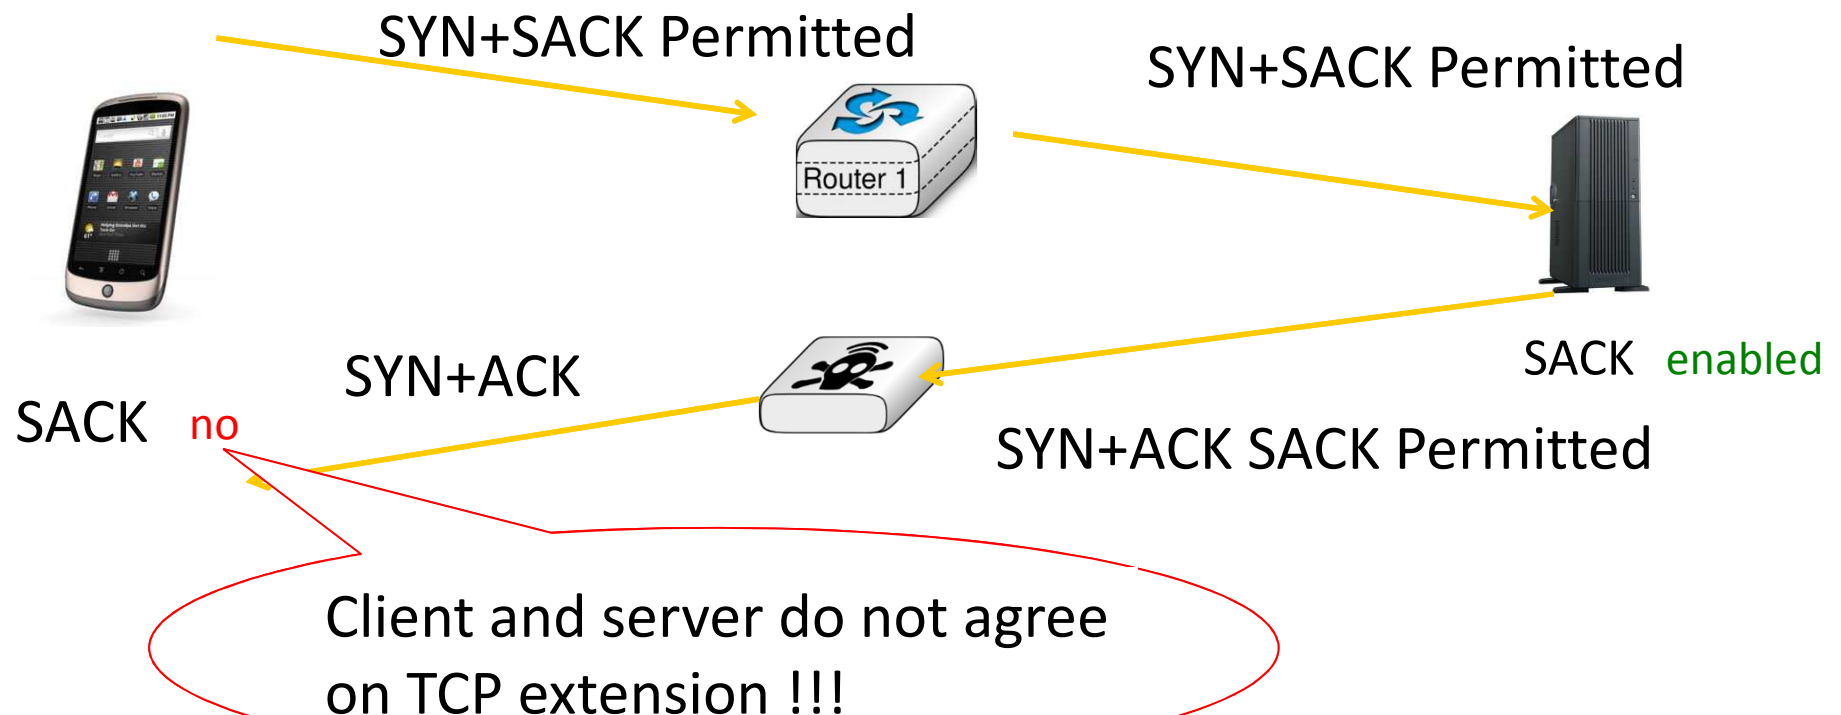 SYN+SACK Permitted
SYN+SACK Permitted
Router 1
SYN+ACK
SACK enabled
SACK no
SYN+ACK SACK Permitted
Client and server do not agree
on TCP extension !!!